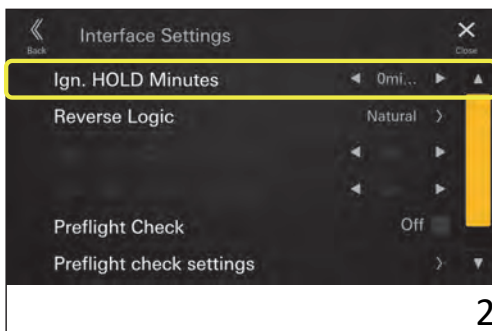 Back Interface Settings Close
Ign. HOLD Minutes 0mi...
Reverse Logic Natural
Preflight Check Off
Preflight check settings
2